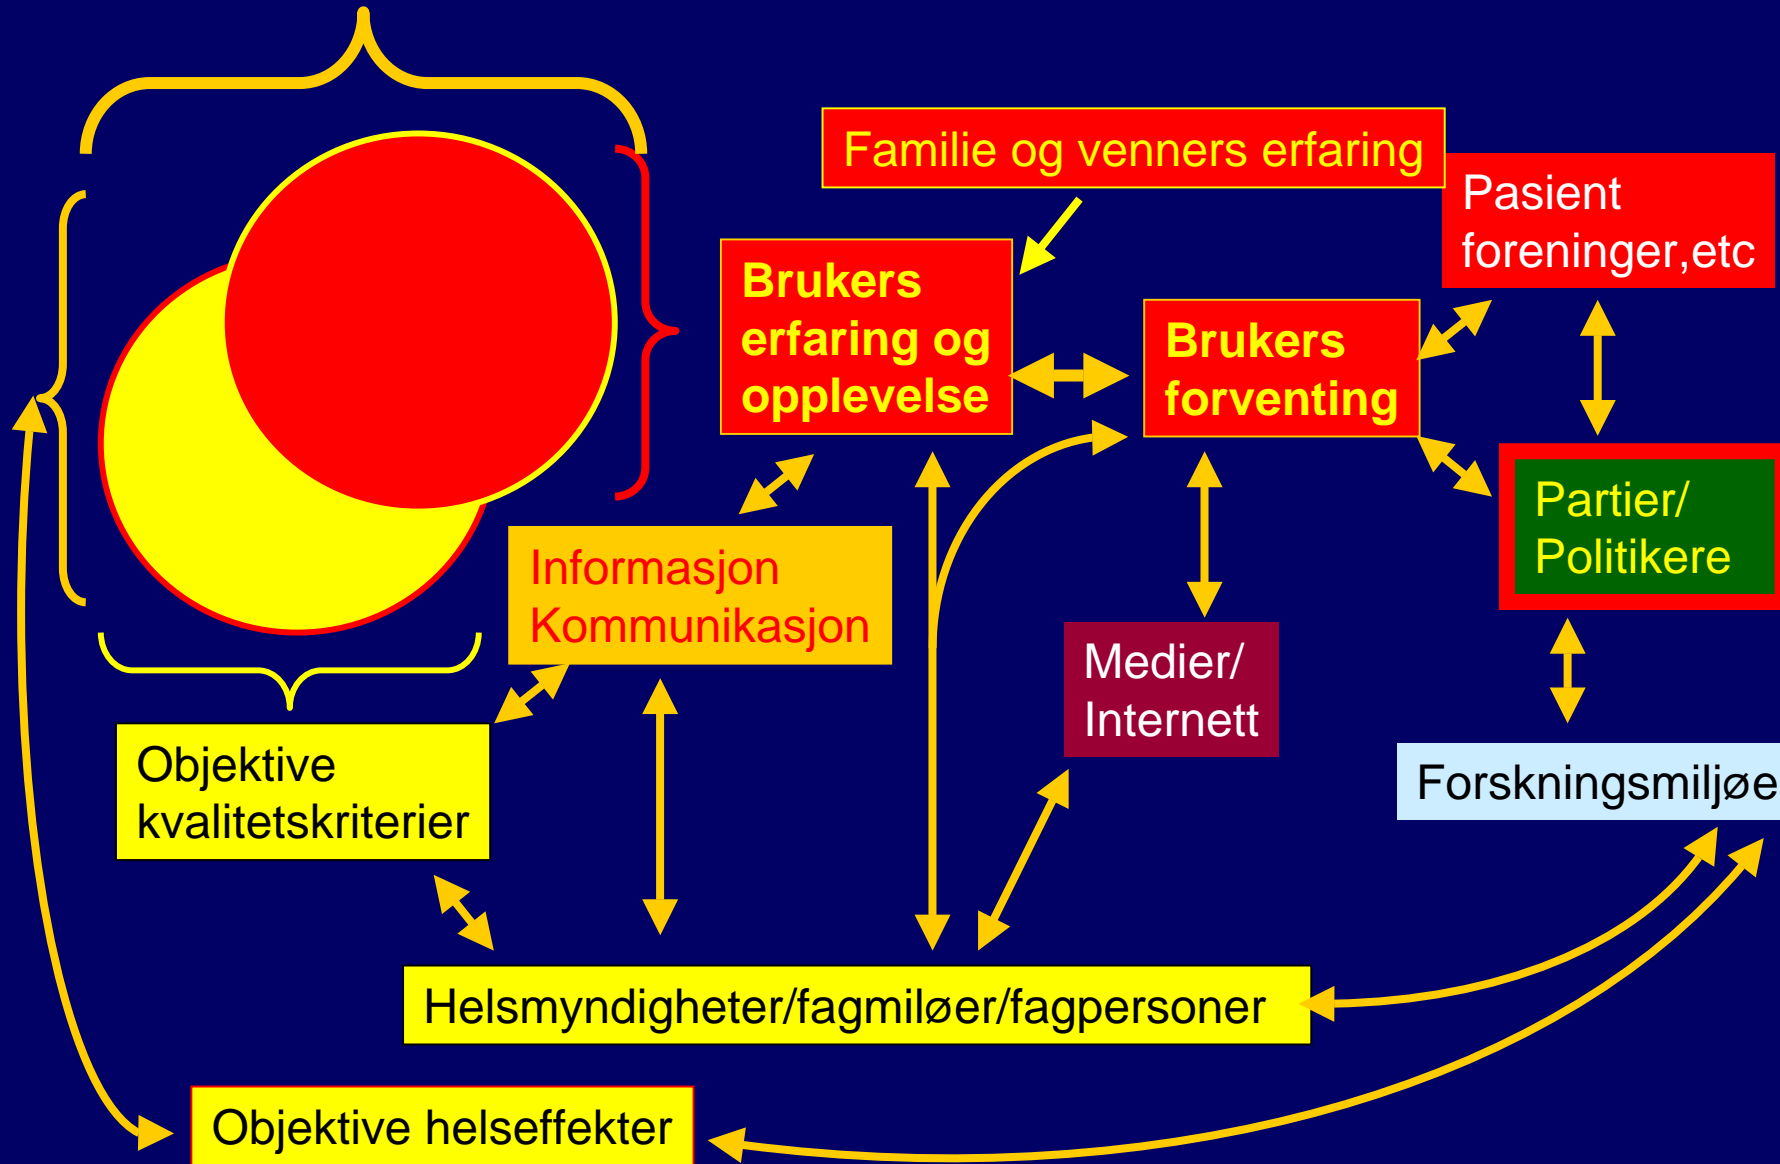 Familie og venners erfaring
Pasient
foreninger,etc
Brukers
erfaring og
opplevelse
Brukers
forventing
Partier/
Politikere
Informasjon
Kommunikasjon
Medier/
Internett
Objektive
kvalitetskriterier
Forskningsmiljøe
Helsmyndigheter/fagmiløer/fagpersoner
Objektive helseffekter